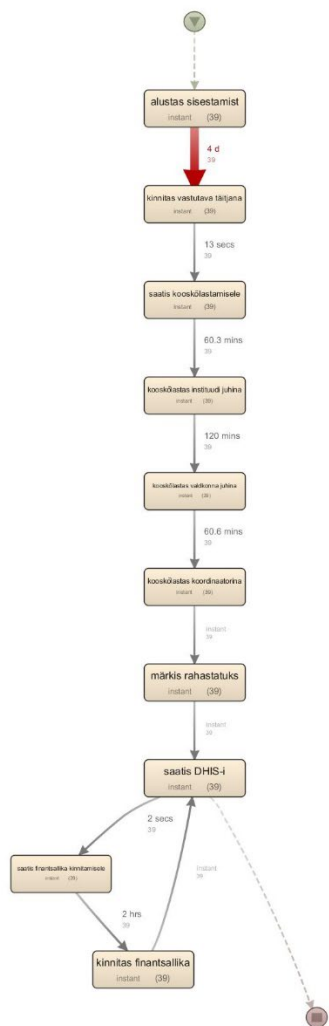 alustas sisestamist
instant (39)
4 d
39
kinnitas vastutava täitjana
instant (39)
13 secs
39
saatis kooskõlastamisele
instant (39)
60.3 mins
39
kooskõlastas instituudi juhina
instant (39)
120 mins
39
kooskõlastas valdkonna juhina
instant (39)
60.6 mins
39
kooskõlastas koordinaatorina
instant (39)
instant
39
märkis rahastatuks
instant (39)
instant
39
saatis DHIS-i
instant (39)
2 secs
39
saatis finantsallika kinnitamisele
instant (39)
instant
39
2 hrs
39
kinnitas finantsallika
instant (39)